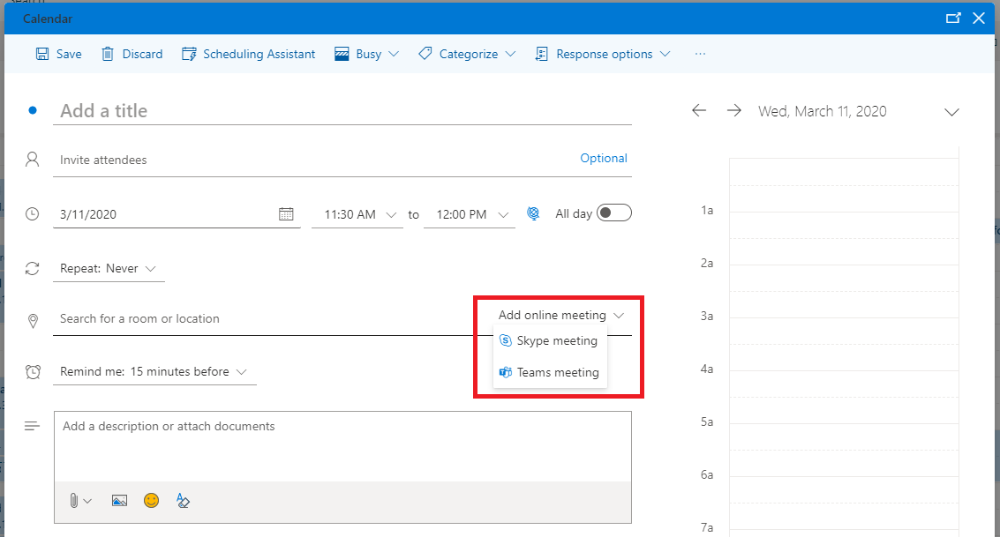 Calendar
Save Discard Scheduling Assistant Busy Categorize Response options ...
Add a title
Wed, March 11, 2020
Invite attendees
Optional
3/11/2020
11:30 AM to 12:00 PM
All day
Repeat: Never
Search for a room or location
Add online meeting
Skype meeting
Teams meeting
Remind me: 15 minutes before
Add a description or attach documents
1a
2a
3a
4a
5a
6a
7a